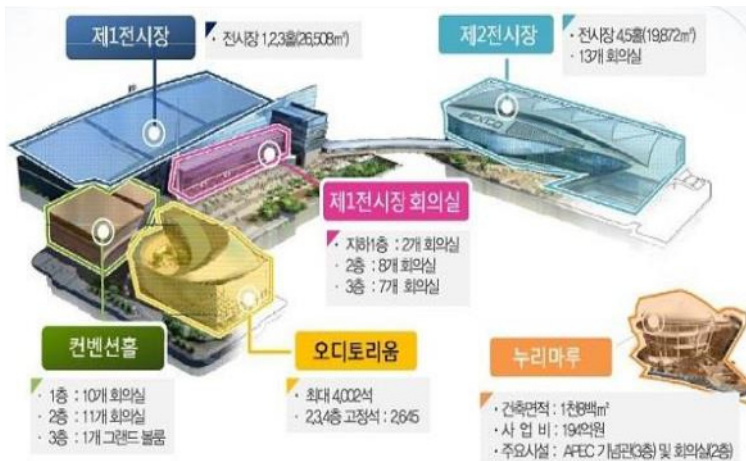 제1전시장
· 전시장 1,2,3홀(26,508㎡)
제2전시장
· 전시장 4,5홀(19,872㎡)
· 13개 회의실
BEXCO
제1전시장 회의실
· 지하1층 : 2개 회의실
· 2층 : 8개 회의실
· 3층 : 7개 회의실
컨벤션홀
· 1층 : 10개 회의실
· 2층 : 11개 회의실
· 3층 : 1개 그랜드 볼룸
오디토리움
· 최대 4,002석
· 2,3,4층 고정석 : 2,645
누리마루
· 건축면적 : 1천8백㎡
· 사 업 비 : 194억원
· 주요시설 : APEC 기념관(3층) 및 회의실(2층)